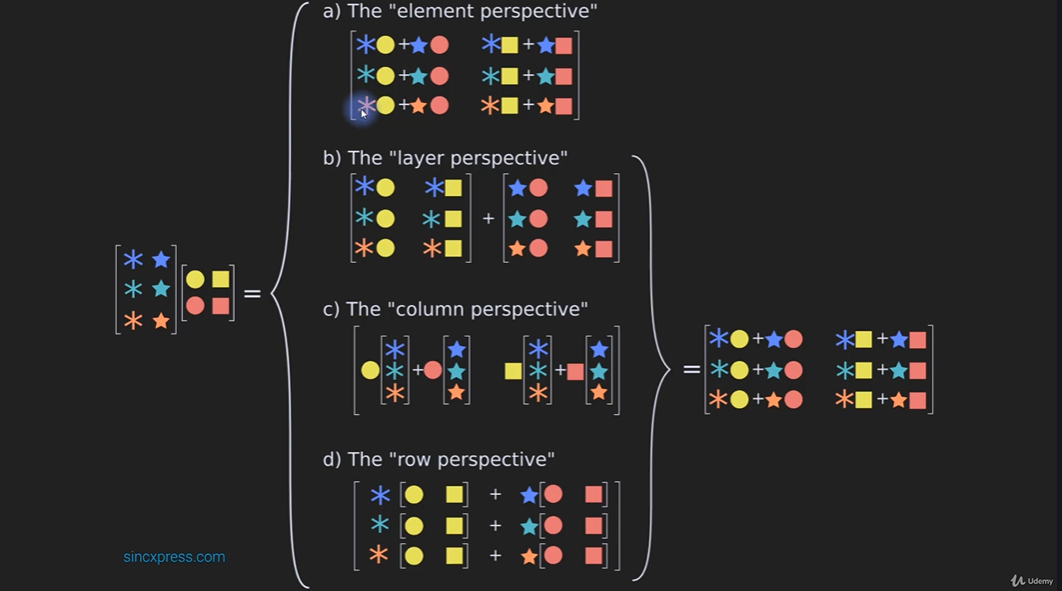 a) The "element perspective"
b) The "layer perspective"
c) The "column perspective"
d) The "row perspective"
sincxpress.com
Udemy